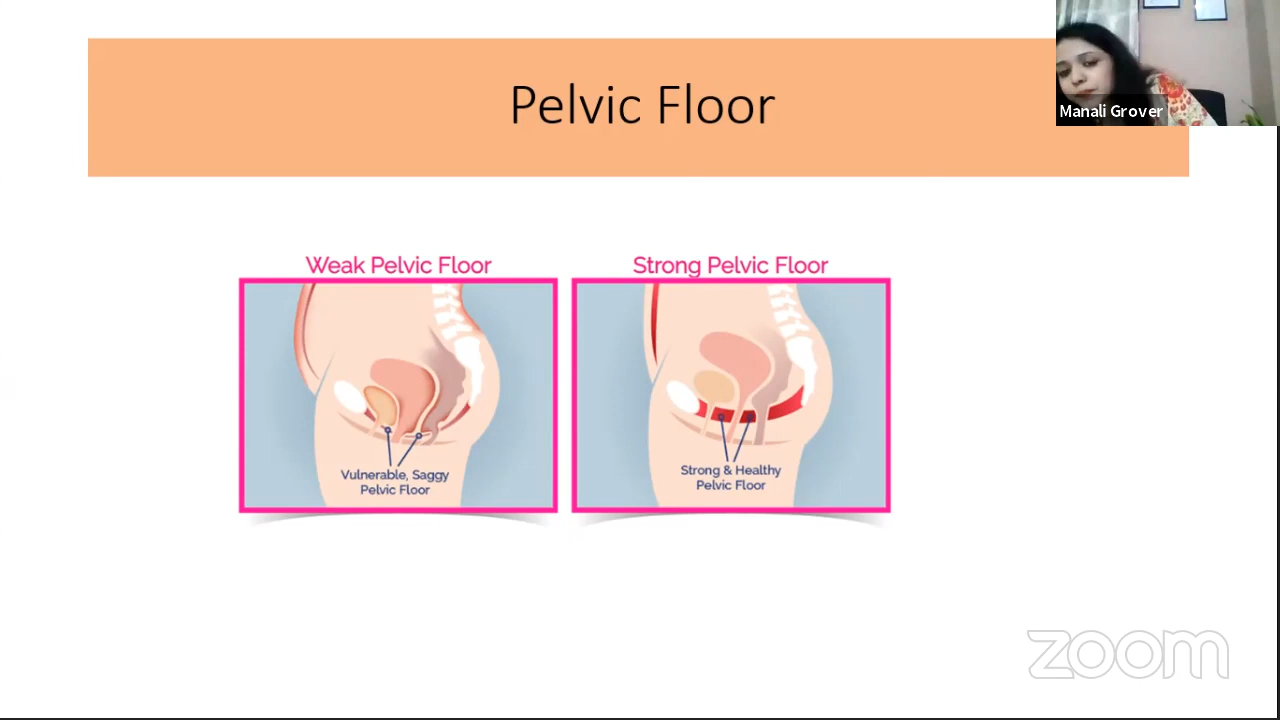 Pelvic Floor
Manali Grover
Weak Pelvic Floor
Strong Pelvic Floor
Vulnerable, Saggy
Pelvic Floor
Strong & Healthy
Pelvic Floor
zoom